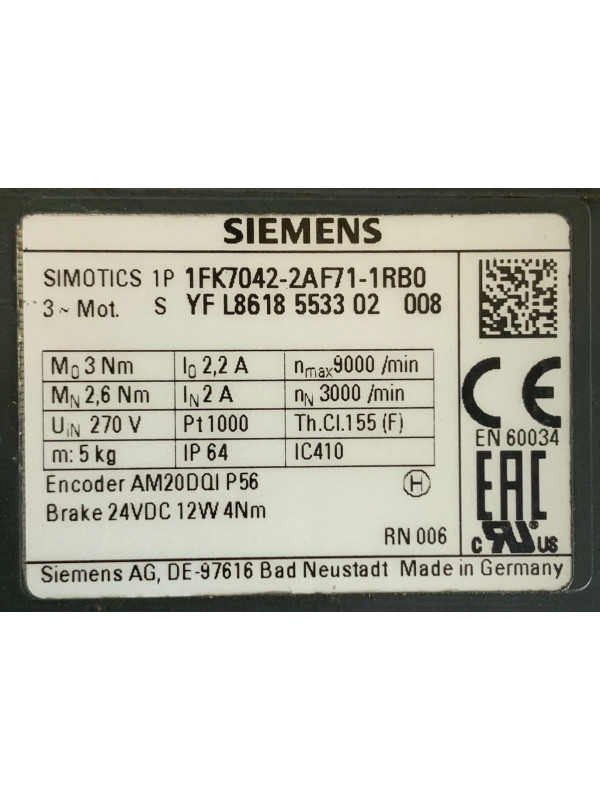 SIEMENS
SIMOTICS 1P 1FK7042-2AF71-1RB0
3 ~ Mot. S YF L8618 5533 02 008
M0 3 Nm I0 2,2 A nmax9000 /min
MN 2,6 Nm IN 2 A nN 3000 /min
UiN 270 V Pt1000 Th.Cl.155 (F)
m: 5 kg IP 64 IC410
CE
EN 60034
Encoder AM20DQI P56 H
Brake 24VDC 12W 4Nm
EAC
RN 006
c RU ® US
Siemens AG, DE-97616 Bad Neustadt Made in Germany